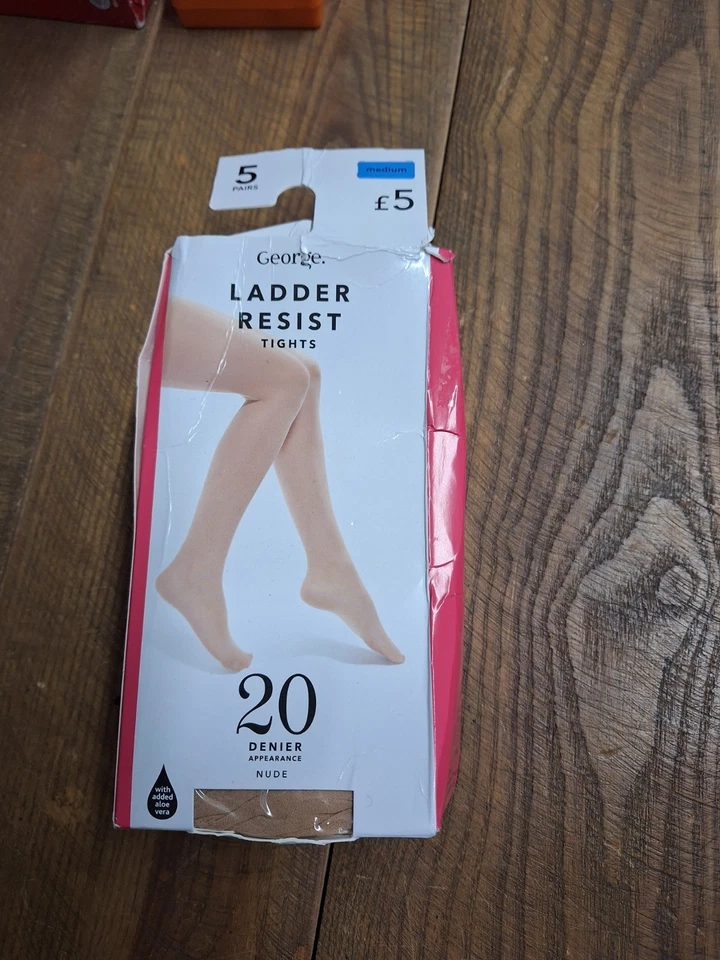 5
PAIRS
medium
£5
George.
LADDER
RESIST
TIGHTS
20
DENIER
APPEARANCE
NUDE
with
added
aloe
vera